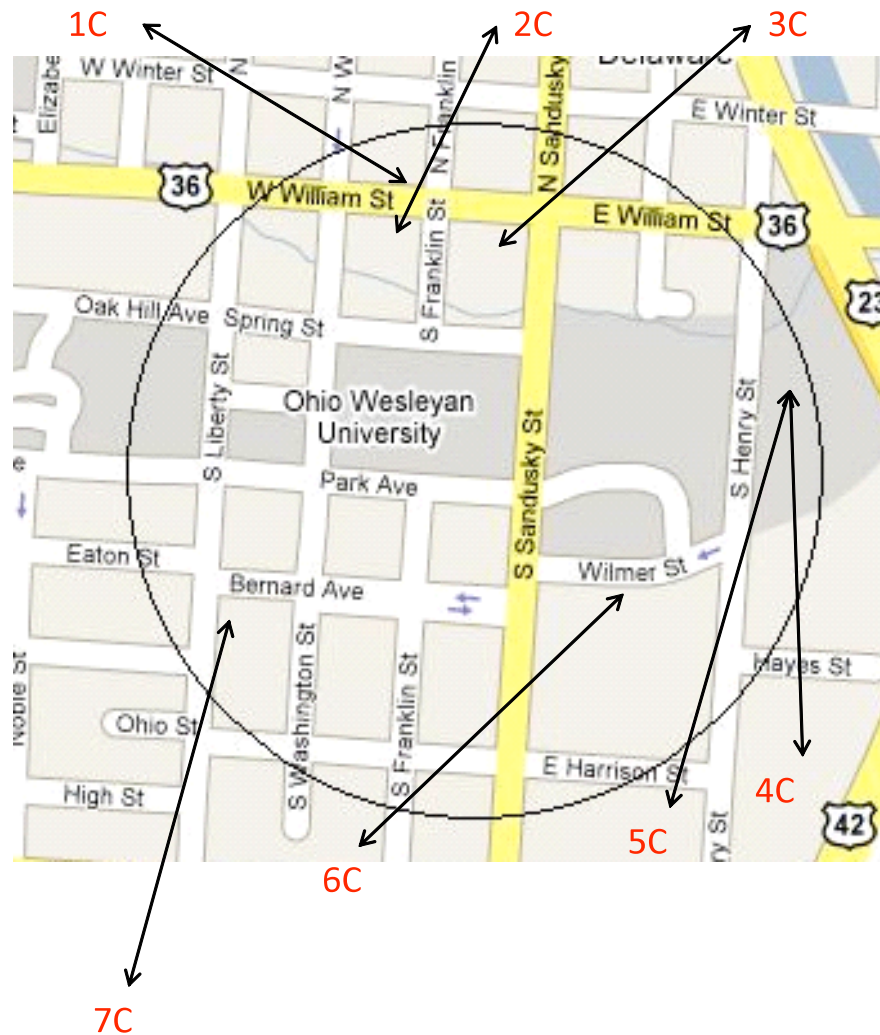 1C
2C
3C
Delaware
W Winter St
N
N W
N Franklin
N Sandusky
Elizabe
E Winter St
36
W William St
E William St
36
S Franklin St
Oak Hill Ave
Spring St
23
S Liberty St
Ohio Wesleyan
University
S Henry St
e
Park Ave
S Sandusky St
Eaton St
Bernard Ave
Wilmer St
Noble St
S Washington St
S Franklin St
Hayes St
Ohio St
E Harrison St
High St
4C
5C
6C
ry St
42
7C